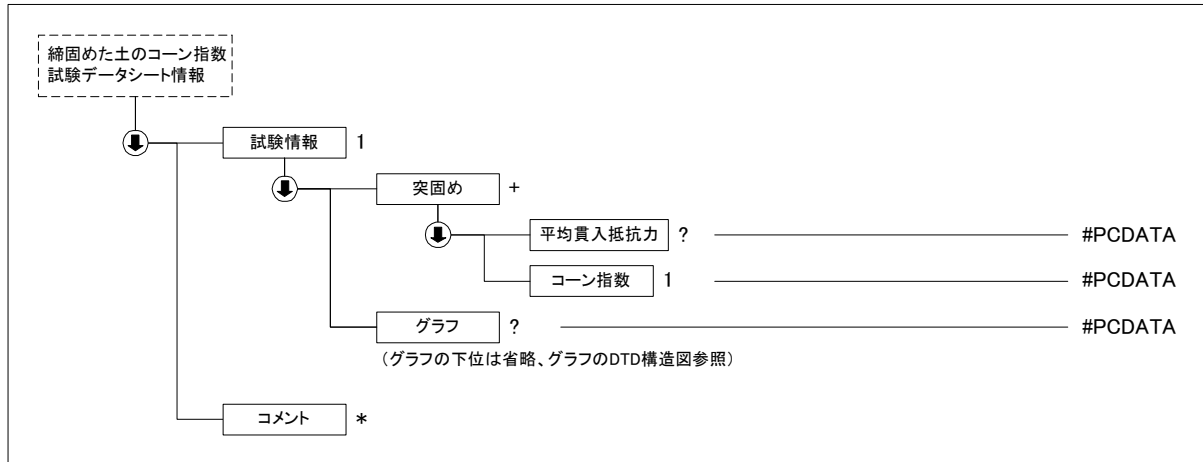 締固めた土のコーン指数
試験データシート情報
試験情報 1
突固め +
平均貫入抵抗力 ? #PCDATA
コーン指数 1 #PCDATA
グラフ ? #PCDATA
（グラフの下位は省略、グラフのDTD構造図参照）
コメント *